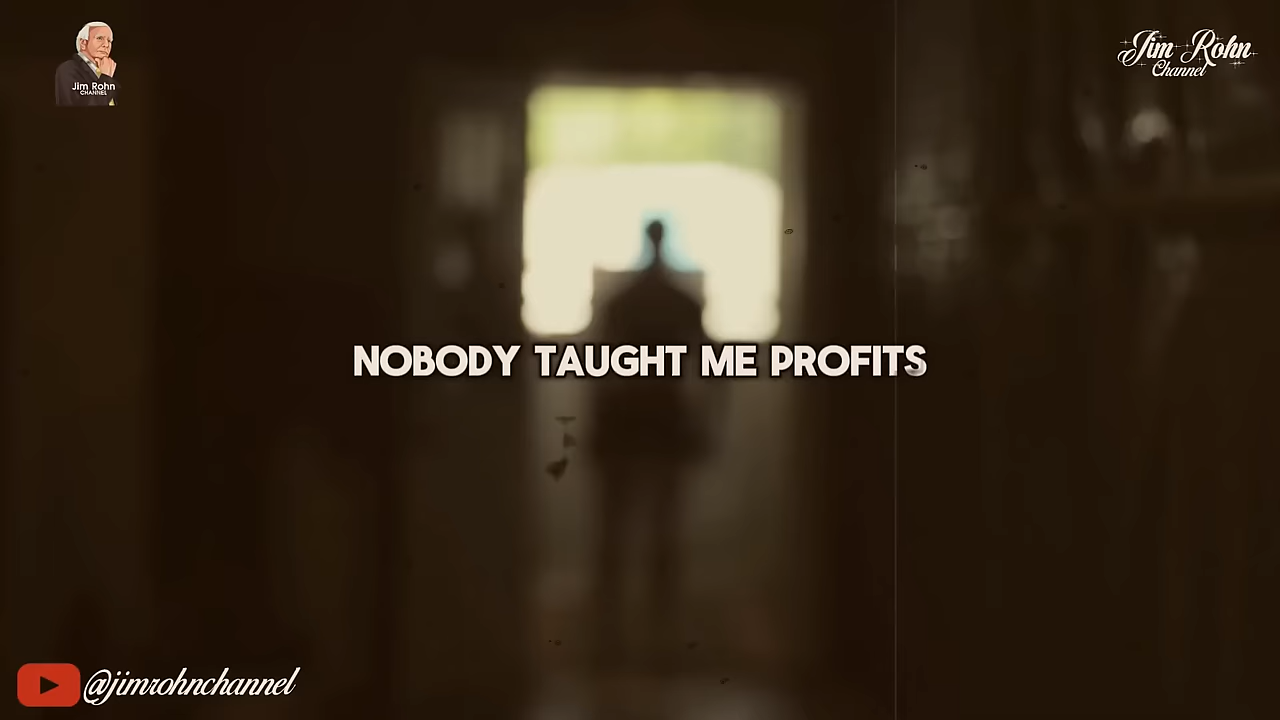 Jim Rohn
CHANNEL
Jim Rohn
Channel
NOBODY TAUGHT ME PROFITS
@jimrohnchannel